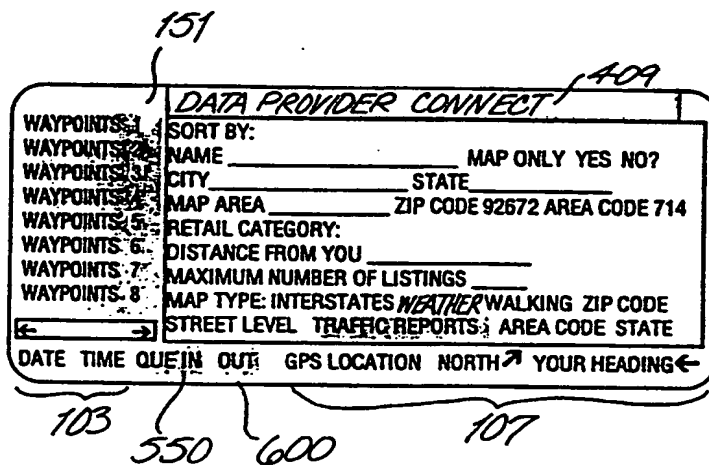 151
DATA PROVIDER CONNECT 409
WAYPOINTS 1
WAYPOINTS 2
WAYPOINTS 3
WAYPOINTS
WAYPOINTS 5
WAYPOINTS 6
WAYPOINTS 7
WAYPOINTS 8
SORT BY:
NAME MAP ONLY YES NO?
CITY STATE
MAP AREA ZIP CODE 92672 AREA CODE 714
RETAIL CATEGORY:
DISTANCE FROM YOU
MAXIMUM NUMBER OF LISTINGS
MAP TYPE: INTERSTATES WEATHER WALKING ZIP CODE
STREET LEVEL TRAFFIC REPORTS AREA CODE STATE
DATE TIME QUE IN OUT GPS LOCATION NORTH↗ YOUR HEADING←
103 550 600 107